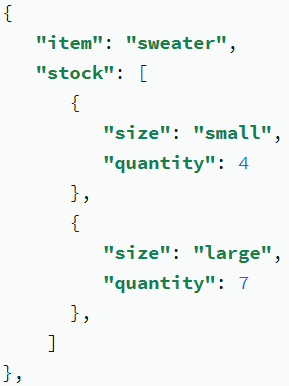 {
   "item": "sweater",
   "stock": [
      {
         "size": "small",
         "quantity": 4
      },
      {
         "size": "large",
         "quantity": 7
      },
    ]
},